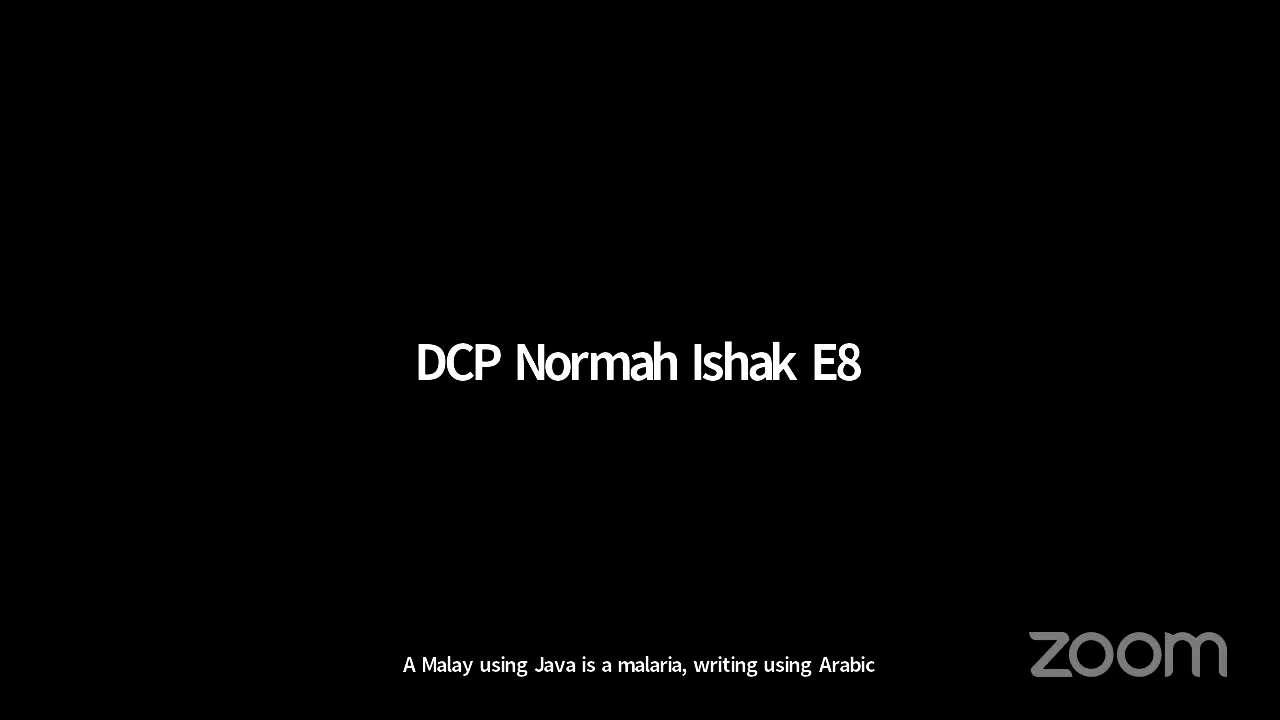 DCP Normah Ishak E8
A Malay using Java is a malaria, writing using Arabic
zoom